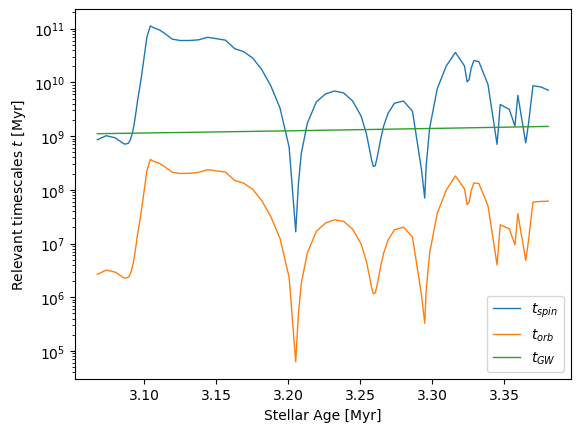 Relevant timescales t [Myr]
10¹¹
10¹⁰
10⁹
10⁸
10⁷
10⁶
10⁵
3.10 3.15 3.20 3.25 3.30 3.35
Stellar Age [Myr]
t_spin
t_orb
t_GW